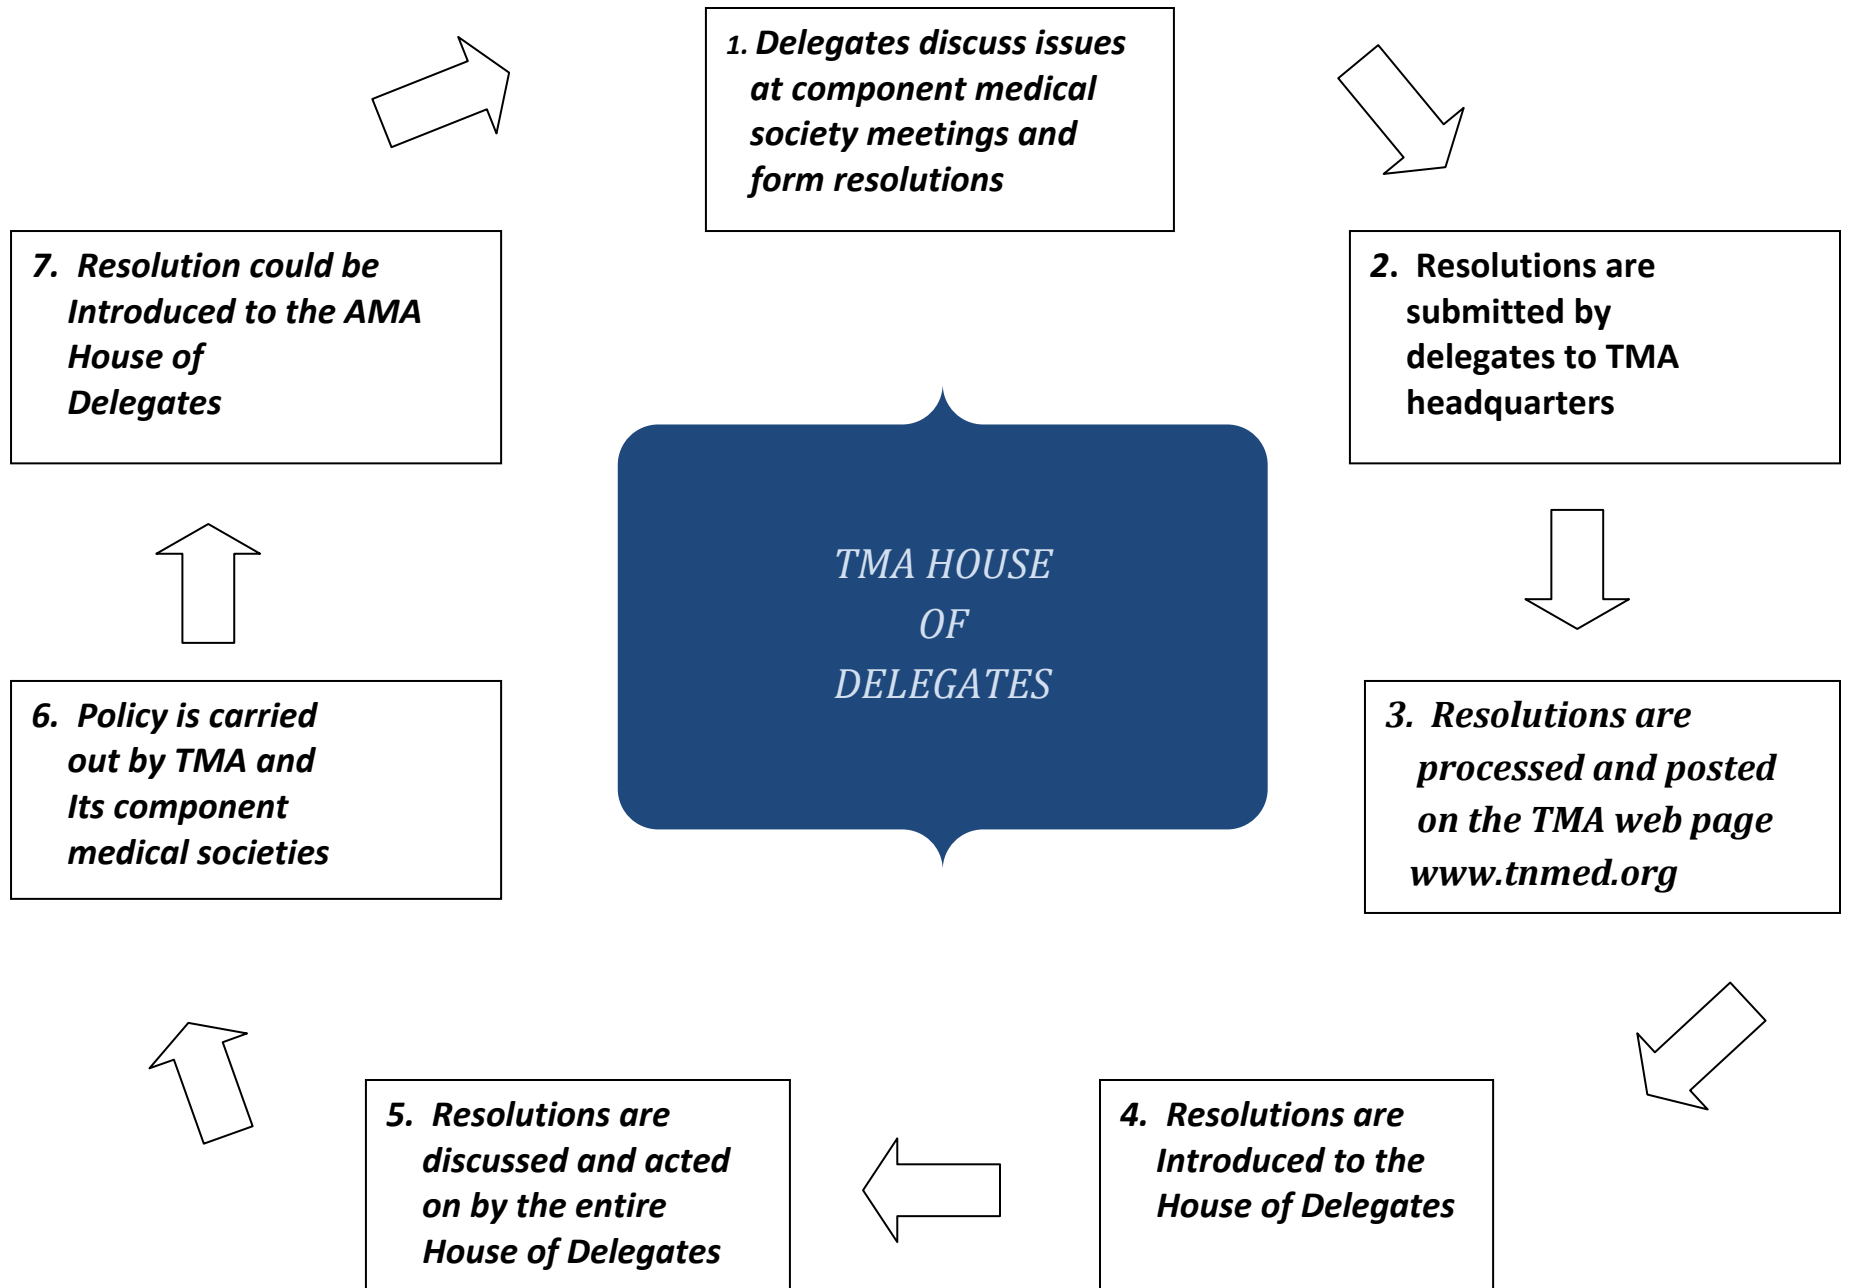 1. Delegates discuss issues
at component medical
society meetings and
form resolutions
2. Resolutions are
submitted by
delegates to TMA
headquarters
3. Resolutions are
processed and posted
on the TMA web page
www.tnmed.org
4. Resolutions are
Introduced to the
House of Delegates
5. Resolutions are
discussed and acted
on by the entire
House of Delegates
6. Policy is carried
out by TMA and
Its component
medical societies
7. Resolution could be
Introduced to the AMA
House of
Delegates
TMA HOUSE
OF
DELEGATES